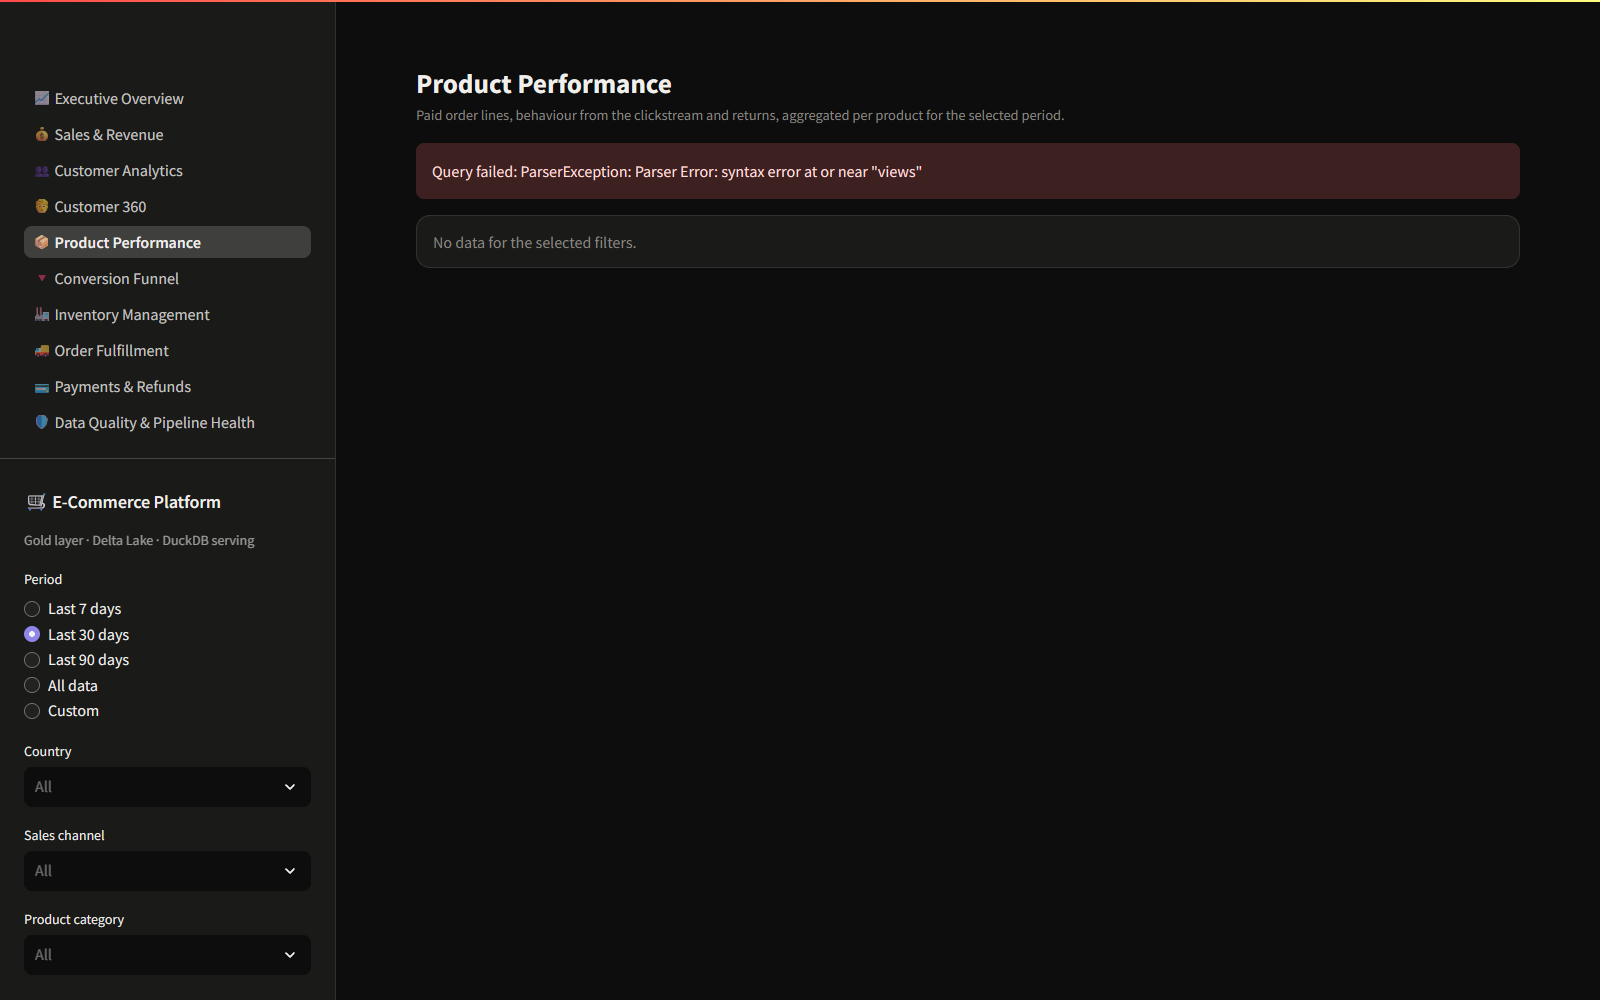 Executive Overview
Sales & Revenue
Customer Analytics
Customer 360
Product Performance
Conversion Funnel
Inventory Management
Order Fulfillment
Payments & Refunds
Data Quality & Pipeline Health
E-Commerce Platform
Gold layer · Delta Lake · DuckDB serving
Period
Last 7 days
Last 30 days
Last 90 days
All data
Custom
Country
All
Sales channel
All
Product category
All
Product Performance
Paid order lines, behaviour from the clickstream and returns, aggregated per product for the selected period.
Query failed: ParserException: Parser Error: syntax error at or near "views"
No data for the selected filters.